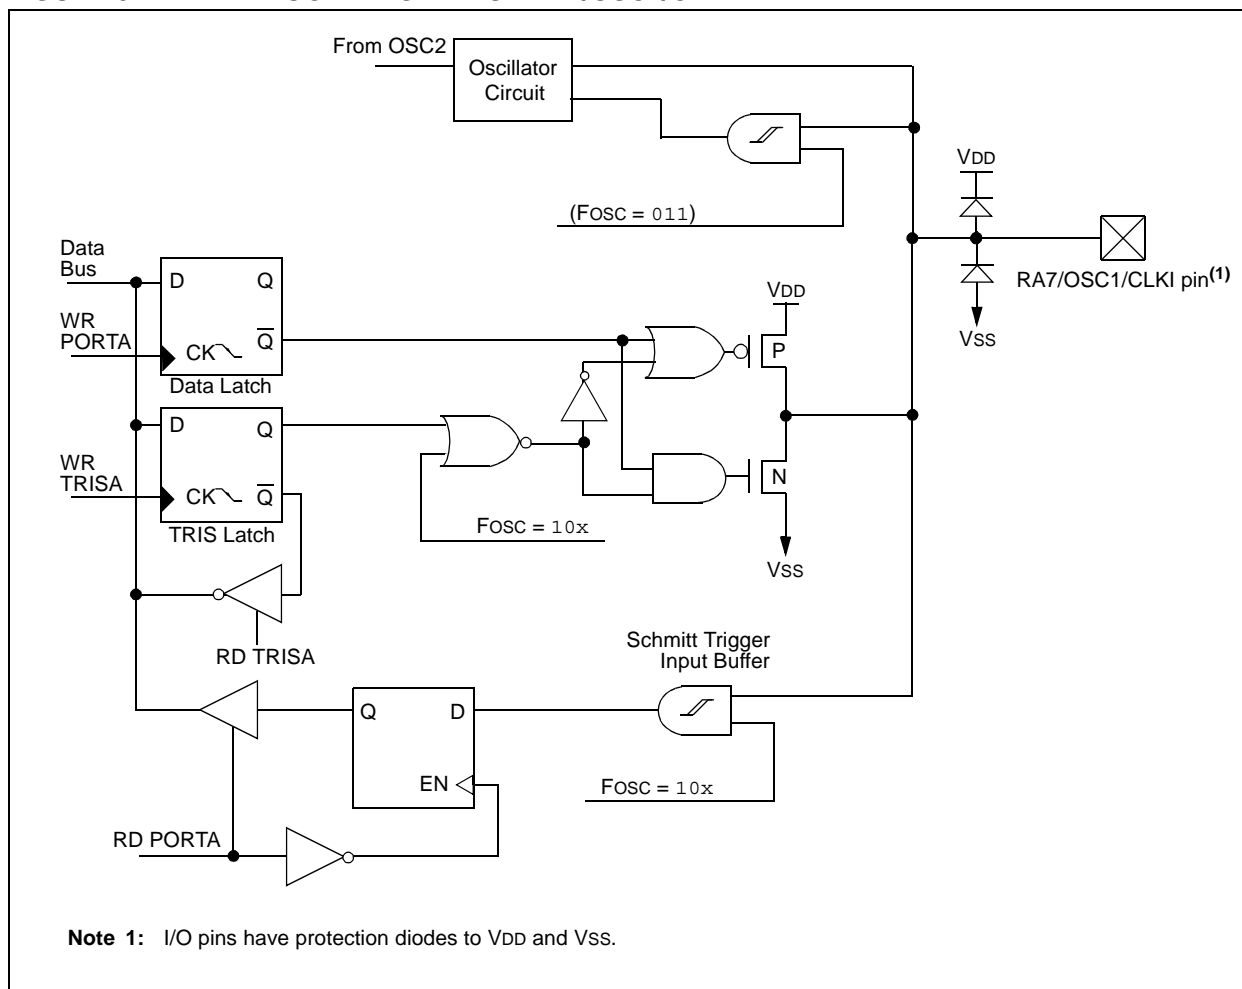 From OSC2
Oscillator
Circuit
(FOSC = 011)
VDD
RA7/OSC1/CLKI pin(1)
VSS
Data
Bus
D
Q
WR
PORTA
CK
Q
Data Latch
VDD
P
D
Q
WR
TRISA
CK
Q
TRIS Latch
FOSC = 10x
N
VSS
RD TRISA
Schmitt Trigger
Input Buffer
Q
D
EN
FOSC = 10x
RD PORTA
Note 1: I/O pins have protection diodes to VDD and VSS.